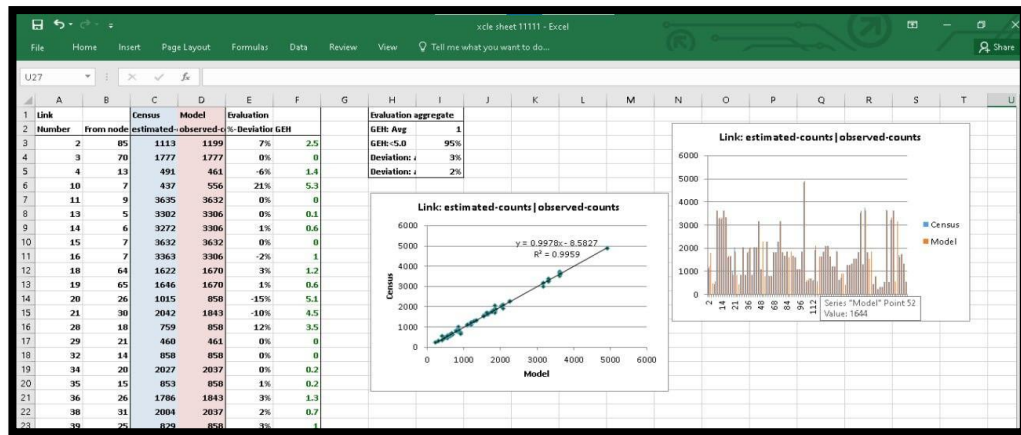 xcle sheet 11111 - Excel
File Home Insert Page Layout Formulas Data Review View Tell me what you want to do... Share
U27 fx
A B C D E F G H I J K L M N O P Q R S T U
1 Link Census Model Evaluation Evaluation aggregate
2 Number From node estimated- observed-c %-Deviation GEH GEH: Avg 1
3 2 85 1113 1199 7% 2.5 GEH:<5.0 95%
4 3 70 1777 1777 0% 0 Deviation: 3%
5 4 13 491 461 -6% 1.4 Deviation: 2%
6 10 7 437 556 21% 5.3
7 11 9 3635 3632 0% 0
8 13 5 3302 3306 0% 0.1
9 14 6 3272 3306 1% 0.6
10 15 7 3632 3632 0% 0
11 16 7 3363 3306 -2% 1
12 18 64 1622 1670 3% 1.2
13 19 65 1646 1670 1% 0.6
14 20 26 1015 858 -15% 5.1
15 21 30 2042 1843 -10% 4.5
16 28 18 759 858 12% 3.5
17 29 21 460 461 0% 0
18 32 14 858 858 0% 0
19 34 20 2027 2037 0% 0.2
20 35 15 853 858 1% 0.2
21 36 26 1786 1843 3% 1.3
22 38 31 2004 2037 2% 0.7
23 39 25 829 858 3% 1
Link: estimated-counts|observed-counts
6000
5000
4000
3000
2000
1000
0
y = 0.9978x - 8.5827
R² = 0.9959
Census
0 1000 2000 3000 4000 5000 6000
Model
Link: estimated-counts|observed-counts
6000
5000
4000
3000
2000
1000
0
Census
Model
2 14 21 36 48 68 84 96 112
Series "Model" Point 52
Value: 1644